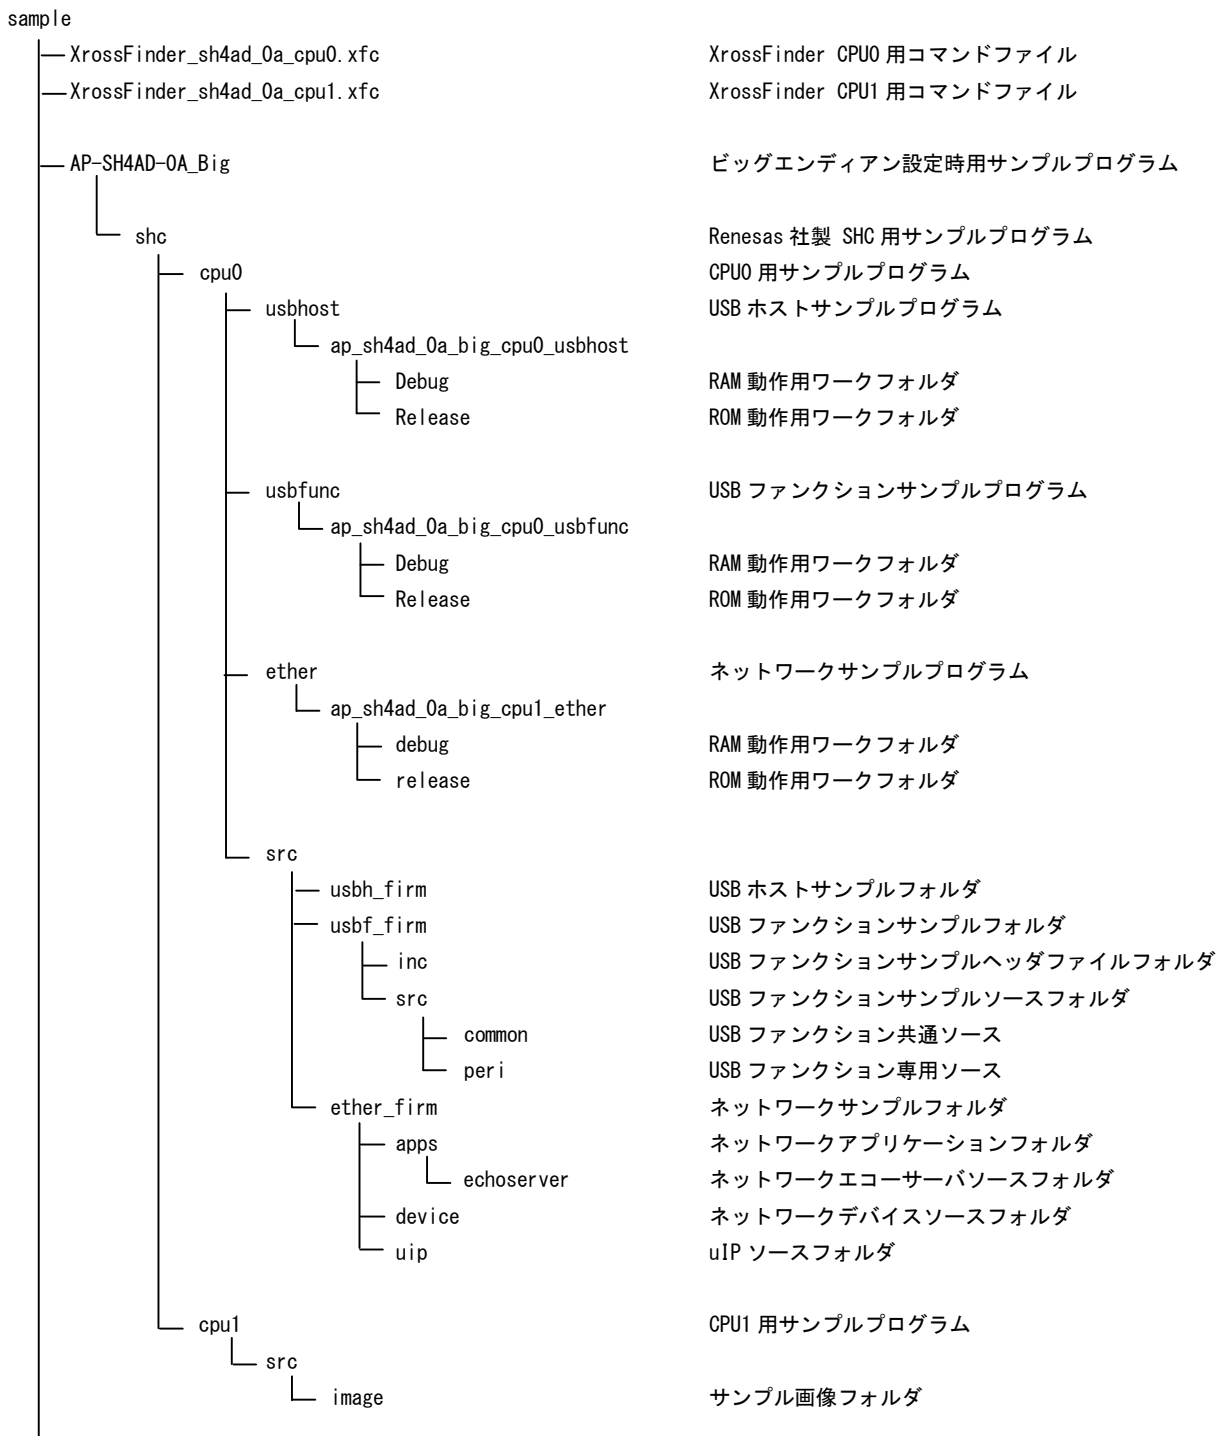 sample
XrossFinder_sh4ad_0a_cpu0.xfc XrossFinder CPU0 用コマンドファイル
XrossFinder_sh4ad_0a_cpu1.xfc XrossFinder CPU1 用コマンドファイル
AP-SH4AD-0A_Big ビッグエンディアン設定時用サンプルプログラム
shc Renesas 社製 SHC 用サンプルプログラム
cpu0 CPU0 用サンプルプログラム
usbhost USB ホストサンプルプログラム
ap_sh4ad_0a_big_cpu0_usbhost
Debug RAM 動作用ワークフォルダ
Release ROM 動作用ワークフォルダ
usbfunc USB ファンクションサンプルプログラム
ap_sh4ad_0a_big_cpu0_usbfunc
Debug RAM 動作用ワークフォルダ
Release ROM 動作用ワークフォルダ
ether ネットワークサンプルプログラム
ap_sh4ad_0a_big_cpu1_ether
debug RAM 動作用ワークフォルダ
release ROM 動作用ワークフォルダ
src
usbh_firm USB ホストサンプルフォルダ
usbf_firm USB ファンクションサンプルフォルダ
inc USB ファンクションサンプルヘッダファイルフォルダ
src USB ファンクションサンプルソースフォルダ
common USB ファンクション共通ソース
peri USB ファンクション専用ソース
ether_firm ネットワークサンプルフォルダ
apps ネットワークアプリケーションフォルダ
echoserver ネットワークエコーサーバソースフォルダ
device ネットワークデバイスソースフォルダ
uip uIP ソースフォルダ
cpu1 CPU1 用サンプルプログラム
src
image サンプル画像フォルダ